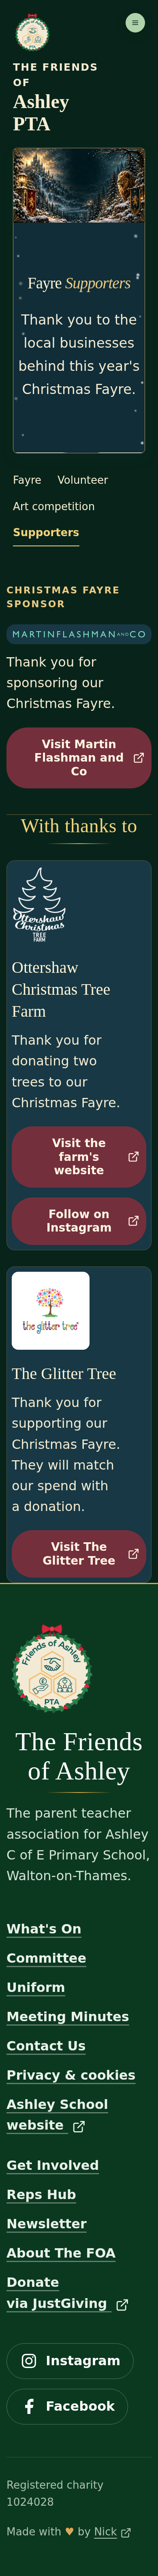 THE FRIENDS
OF
Ashley
PTA
Fayre Supporters
Thank you to the
local businesses
behind this year's
Christmas Fayre.
Fayre Volunteer
Art competition
Supporters
CHRISTMAS FAYRE
SPONSOR
MARTINFLASHMANANDCO
Thank you for
sponsoring our
Christmas Fayre.
Visit Martin
Flashman and
Co
With thanks to
Ottershaw
Christmas
TREE
FARM
Ottershaw
Christmas Tree
Farm
Thank you for
donating two
trees to our
Christmas Fayre.
Visit the
farm's
website
Follow on
Instagram
the glitter tree
The Glitter Tree
Thank you for
supporting our
Christmas Fayre.
They will match
our spend with
a donation.
Visit The
Glitter Tree
Friends of Ashley
PTA
The Friends
of Ashley
The parent teacher
association for Ashley
C of E Primary School,
Walton-on-Thames.
What's On
Committee
Uniform
Meeting Minutes
Contact Us
Privacy & cookies
Ashley School
website
Get Involved
Reps Hub
Newsletter
About The FOA
Donate
via JustGiving
Instagram
Facebook
Registered charity
1024028
Made with ♥ by Nick